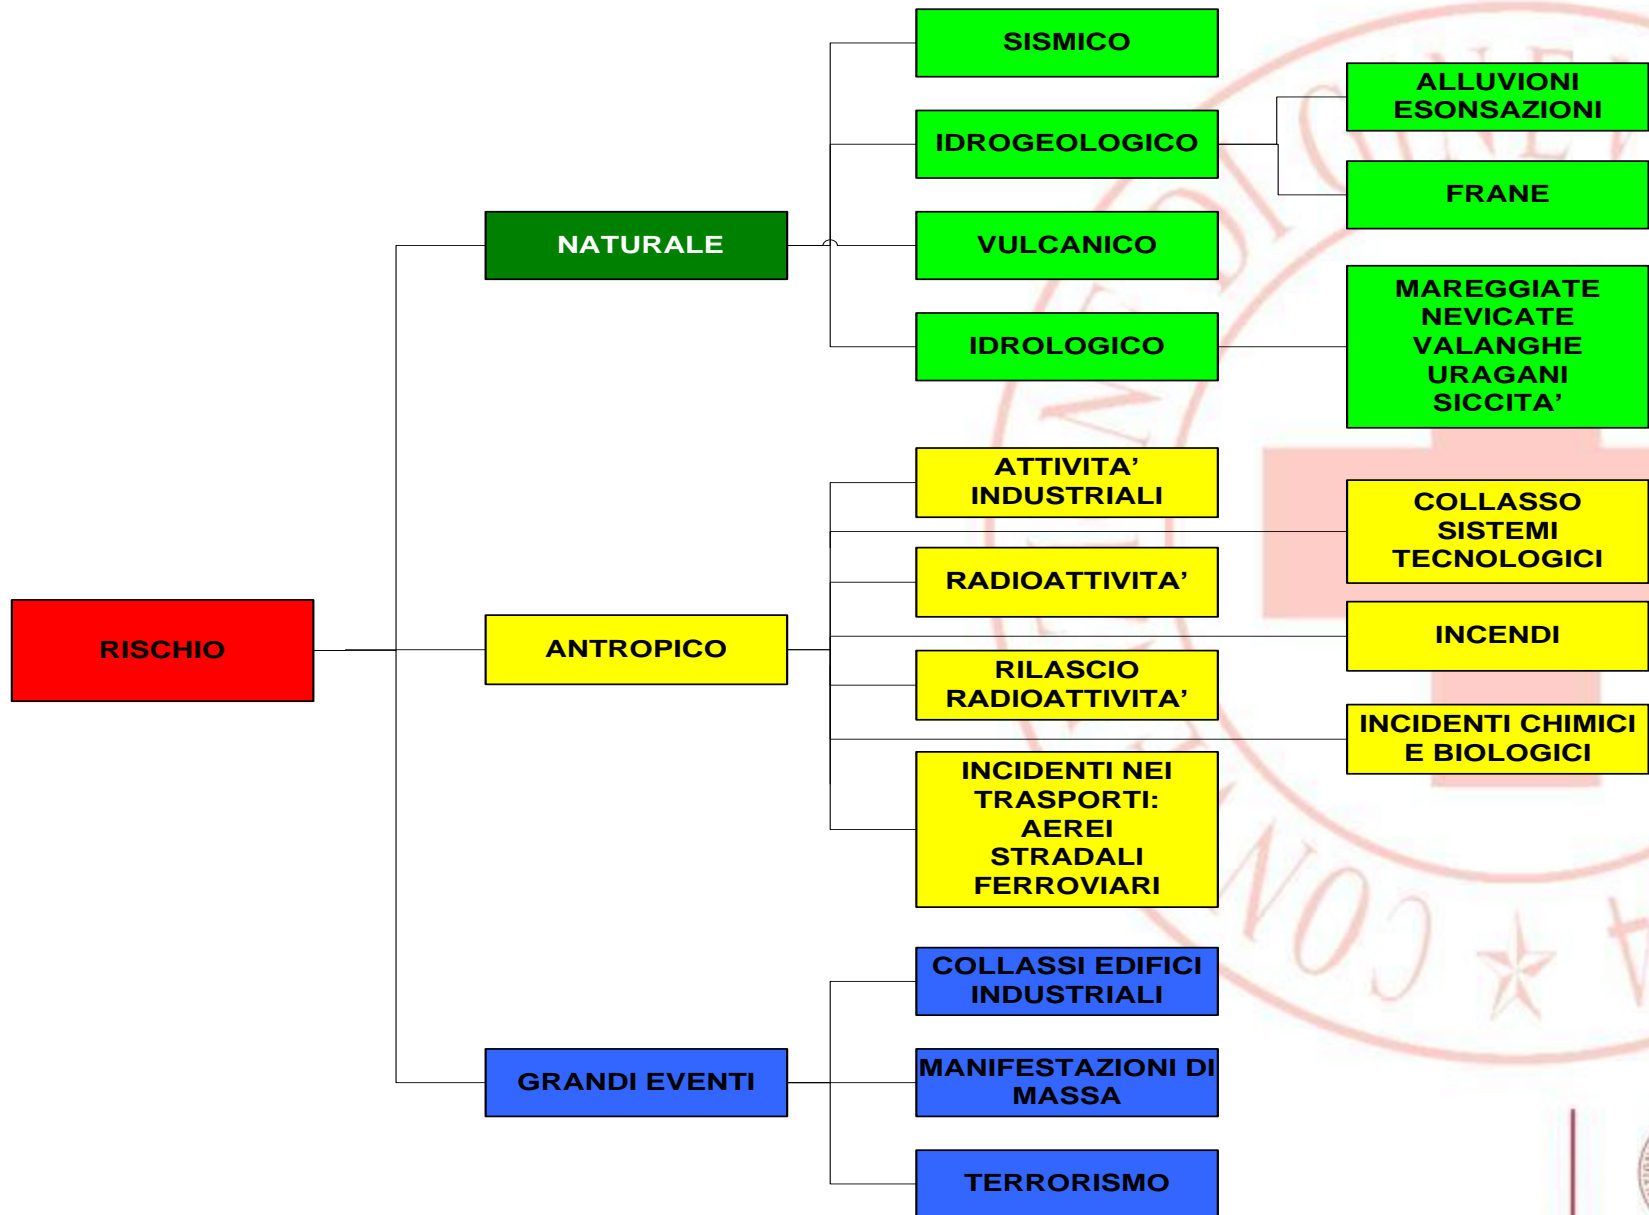 SISMICO
ALLUVIONI
ESONSAZIONI
IDROGEOLOGICO
FRANE
NATURALE
VULCANICO
IDROLOGICO
MAREGGIATE
NEVICATE
VALANGHE
URAGANI
SICCITA’
ATTIVITA’
INDUSTRIALI
COLLASSO
SISTEMI
TECNOLOGICI
RADIOATTIVITA’
RISCHIO
ANTROPICO
INCENDI
RILASCIO
RADIOATTIVITA’
INCIDENTI CHIMICI
E BIOLOGICI
INCIDENTI NEI
TRASPORTI:
AEREI
STRADALI
FERROVIARI
COLLASSI EDIFICI
INDUSTRIALI
GRANDI EVENTI
MANIFESTAZIONI DI
MASSA
TERRORISMO